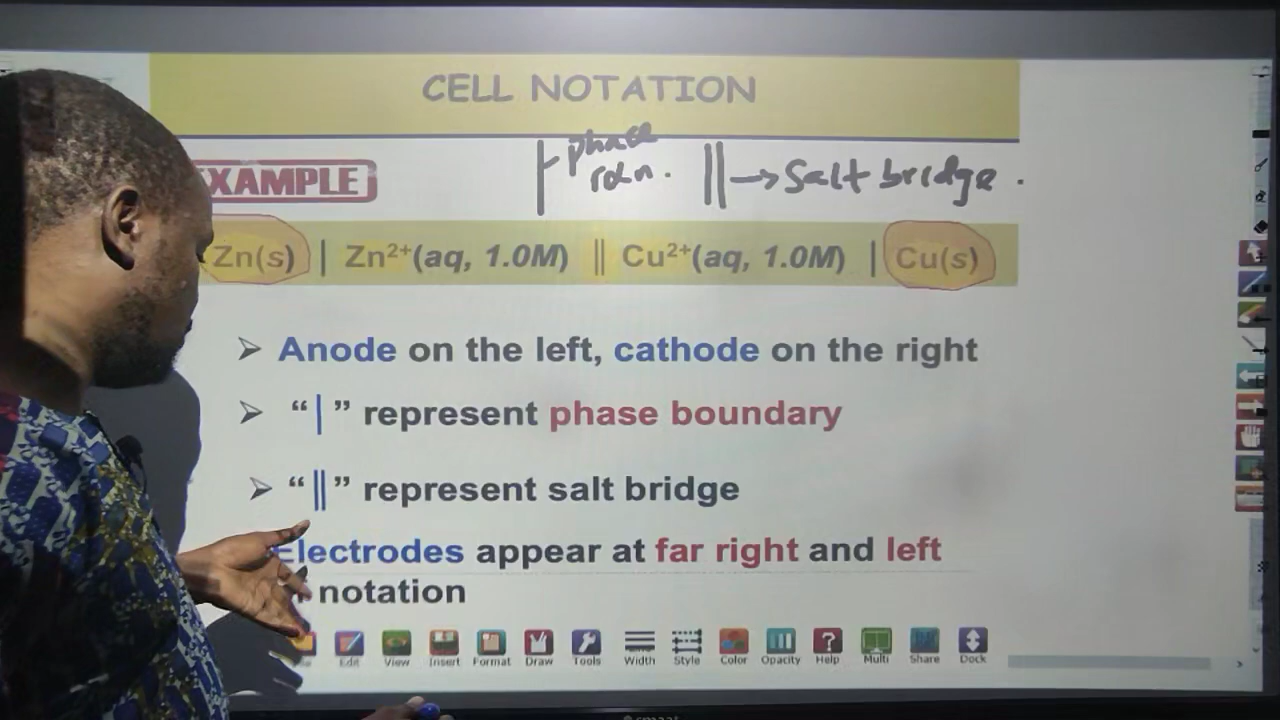 CELL NOTATION
phase
|| → Salt bridge .
XAMPLE
Zn(s) | Zn²⁺(aq, 1.0M) || Cu²⁺(aq, 1.0M) | Cu(s)
➢ Anode on the left, cathode on the right
➢ “|” represent phase boundary
➢ “||” represent salt bridge
Electrodes appear at far right and left
notation
Edit View Insert Format Draw Tools Width Style Color Opacity Help Multi Share Dock